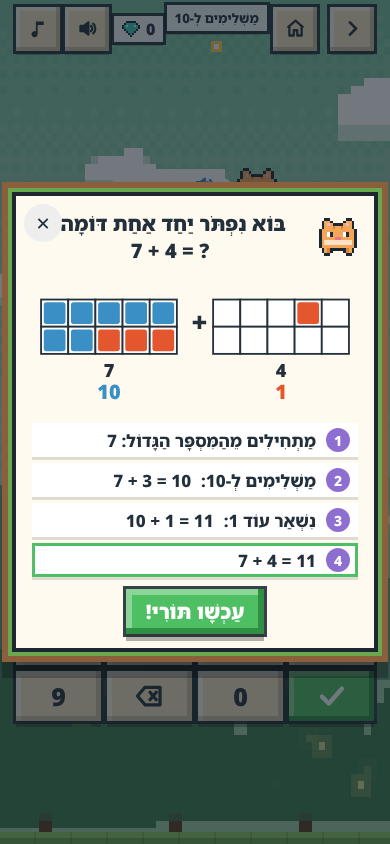 מַשְׁלִימִים לְ-10
0
בּוֹא נִפְתֹּר יַחַד אַחַת דּוֹמָה
7 + 4 = ?
+
7
4
10
1
1 מַתְחִילִים מֵהַמִּסְפָּר הַגָּדוֹל: 7
2 מַשְׁלִימִים לְ-10: 7 + 3 = 10
3 נִשְׁאַר עוֹד 1: 10 + 1 = 11
4 7 + 4 = 11
עַכְשָׁו תּוֹרִי!
9
0